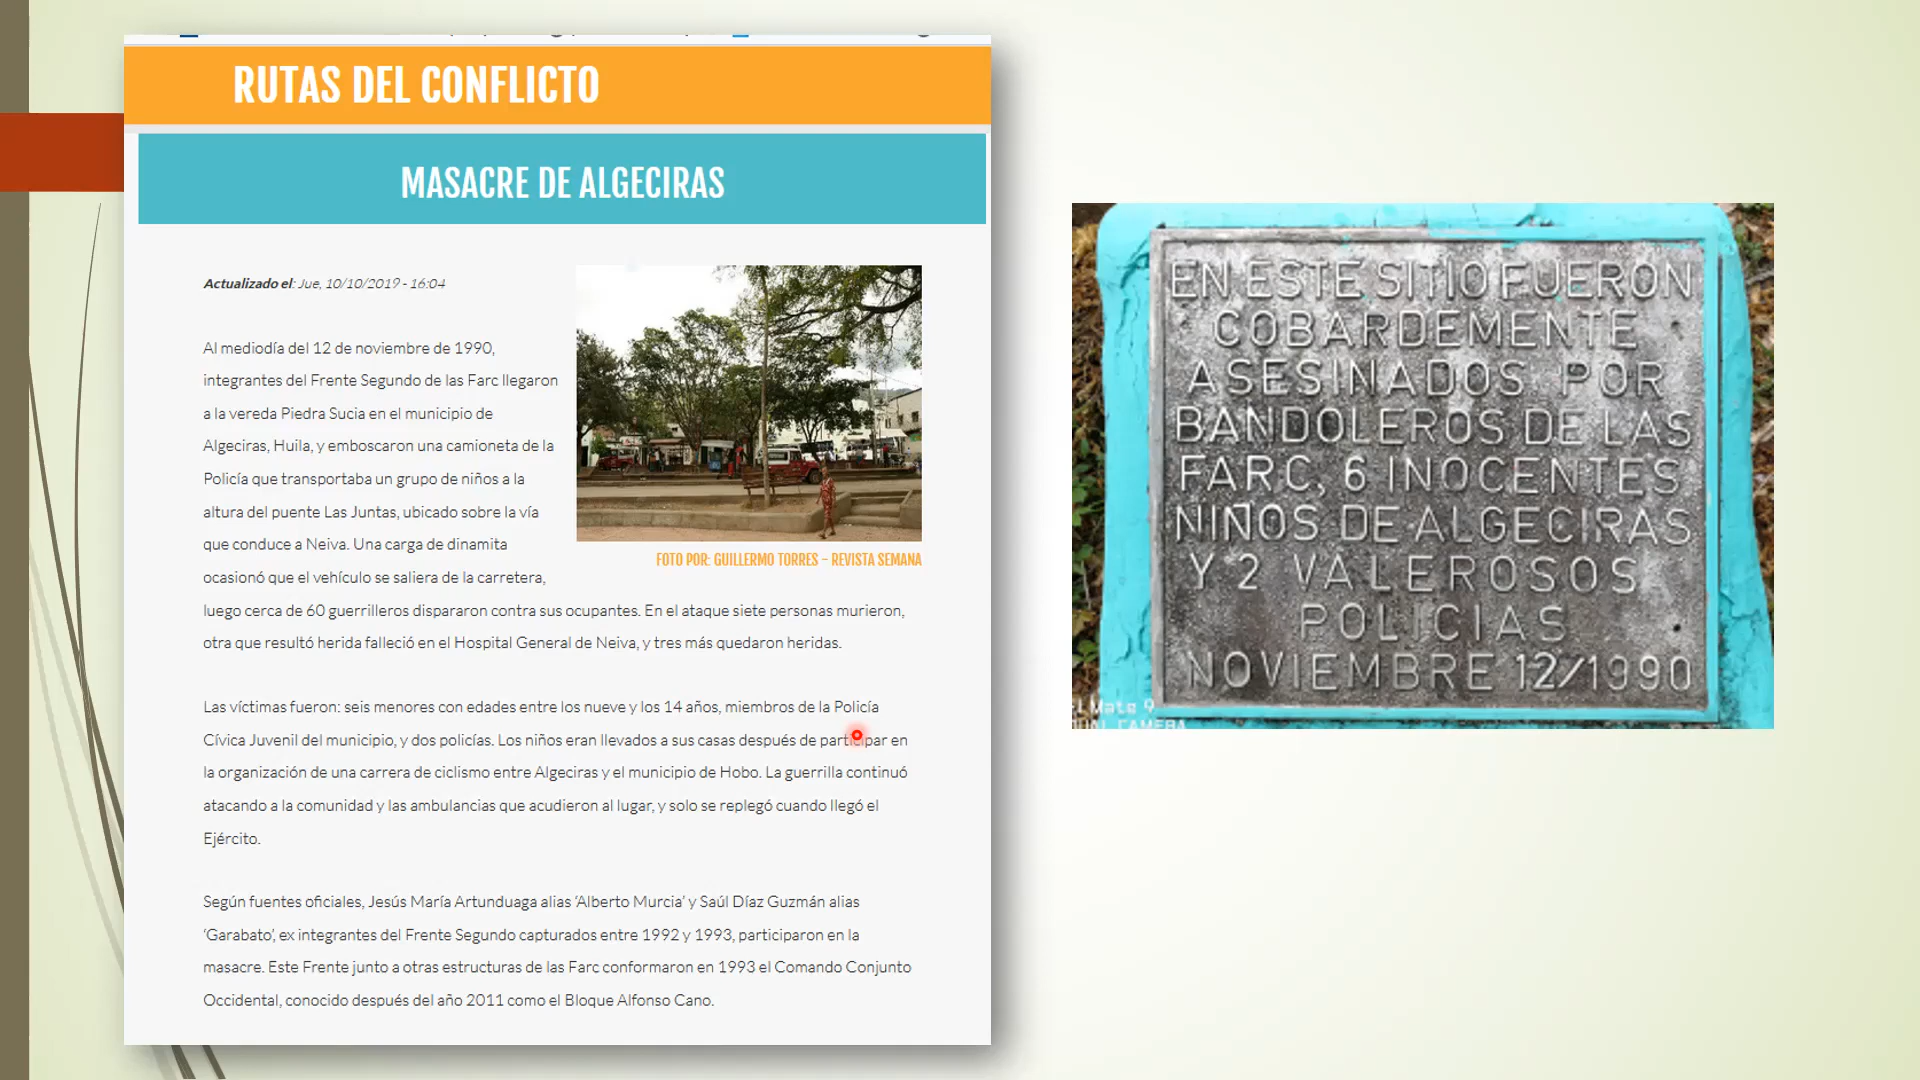 RUTAS DEL CONFLICTO
MASACRE DE ALGECIRAS
Actualizado el: Jue, 10/10/2019 - 16:04
Al mediodía del 12 de noviembre de 1990,
integrantes del Frente Segundo de las Farc llegaron
a la vereda Piedra Sucia en el municipio de
Algeciras, Huila, y emboscaron una camioneta de la
Policía que transportaba un grupo de niños a la
altura del puente Las Juntas, ubicado sobre la vía
que conduce a Neiva. Una carga de dinamita
ocasionó que el vehículo se saliera de la carretera,
luego cerca de 60 guerrilleros dispararon contra sus ocupantes. En el ataque siete personas murieron,
otra que resultó herida falleció en el Hospital General de Neiva, y tres más quedaron heridas.
FOTO POR: GUILLERMO TORRES - REVISTA SEMANA
Las víctimas fueron: seis menores con edades entre los nueve y los 14 años, miembros de la Policía
Cívica Juvenil del municipio, y dos policías. Los niños eran llevados a sus casas después de participar en
la organización de una carrera de ciclismo entre Algeciras y el municipio de Hobo. La guerrilla continuó
atacando a la comunidad y las ambulancias que acudieron al lugar, y solo se replegó cuando llegó el
Ejército.
Según fuentes oficiales, Jesús María Artunduaga alias ‘Alberto Murcia’ y Saúl Díaz Guzmán alias
‘Garabato’, ex integrantes del Frente Segundo capturados entre 1992 y 1993, participaron en la
masacre. Este Frente junto a otras estructuras de las Farc conformaron en 1993 el Comando Conjunto
Occidental, conocido después del año 2011 como el Bloque Alfonso Cano.
EN ESTE SITIO FUERON
COBARDEMENTE
ASESINADOS POR
BANDOLEROS DE LAS
FARC, 6 INOCENTES
NIÑOS DE ALGECIRAS
Y 2 VALEROSOS
POLICIAS
NOVIEMBRE 12/1990
Mate 9
CAMERA